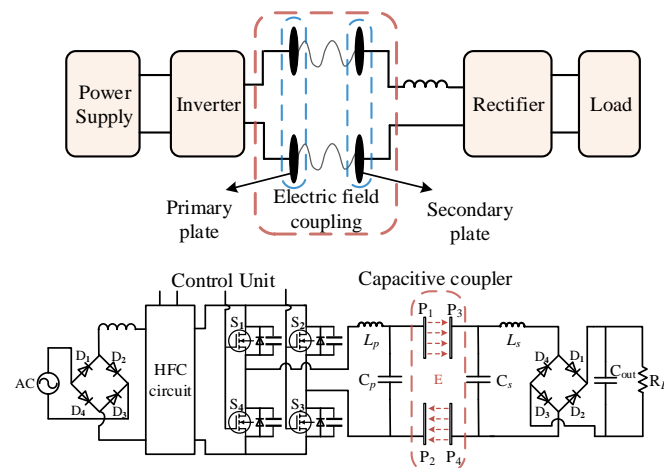 Power
Supply
Inverter
Rectifier
Load
Primary
plate
Electric field
coupling
Secondary
plate
Control Unit
Capacitive coupler
AC
D1
D2
D4
D3
HFC
circuit
S1
S2
S4
S3
Lp
Cp
P1
P3
E
P2
P4
Cs
Ls
D4
D1
D3
D2
Cout